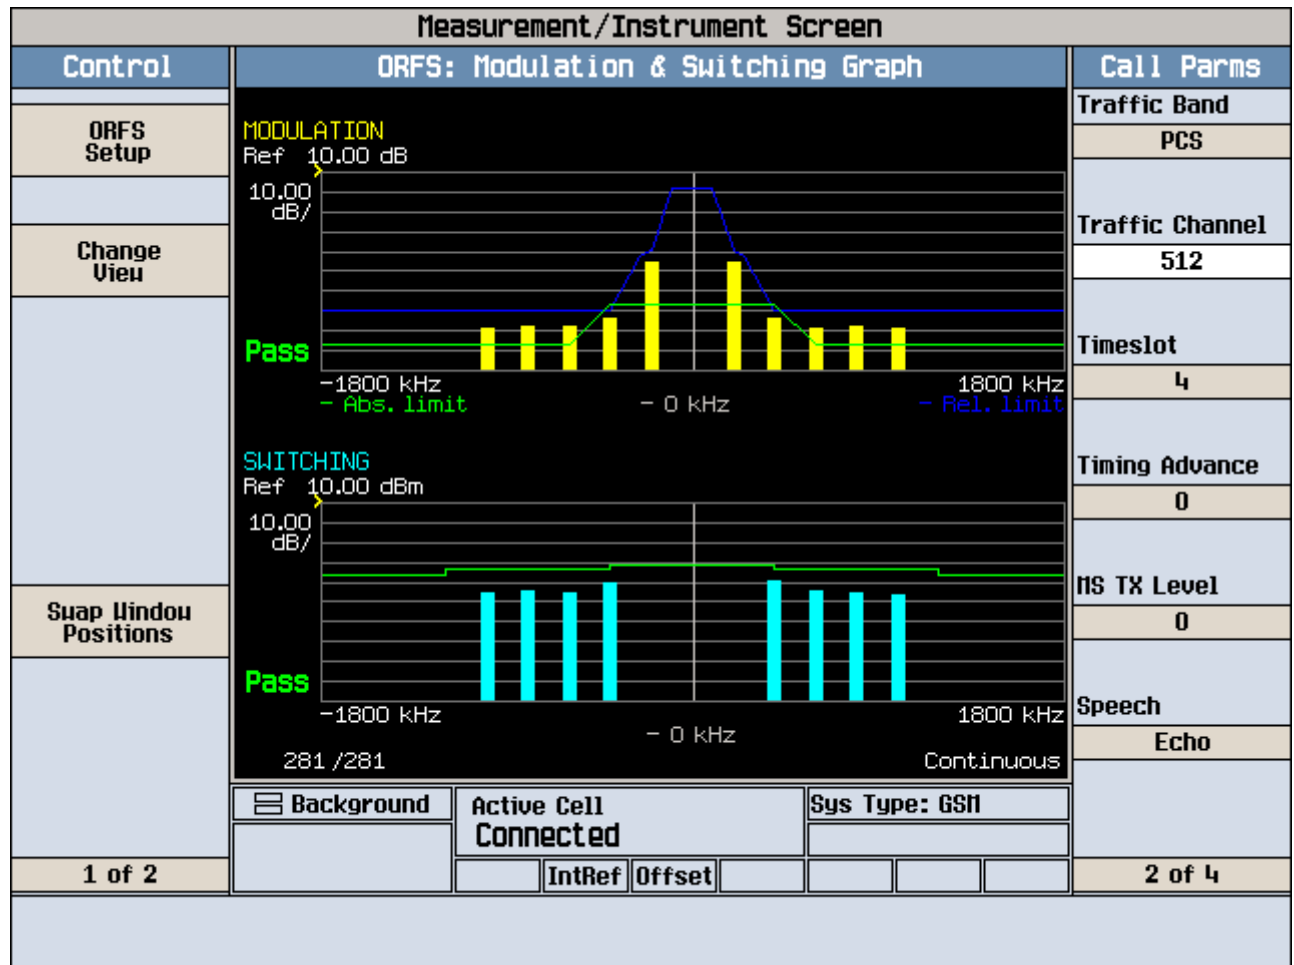 Measurement/Instrument Screen
Control
ORFS Setup
Change View
Swap Window Positions
1 of 2
ORFS: Modulation & Switching Graph
MODULATION
Ref 10.00 dB
10.00 dB/
Pass
-1800 kHz
1800 kHz
- Abs. limit
- 0 kHz
- Rel. limit
SWITCHING
Ref 10.00 dBm
10.00 dB/
Pass
-1800 kHz
1800 kHz
- 0 kHz
281 /281
Continuous
Background
Active Cell
Connected
Sys Type: GSM
IntRef
Offset
Call Parms
Traffic Band
PCS
Traffic Channel
512
Timeslot
4
Timing Advance
0
MS TX Level
0
Speech
Echo
2 of 4